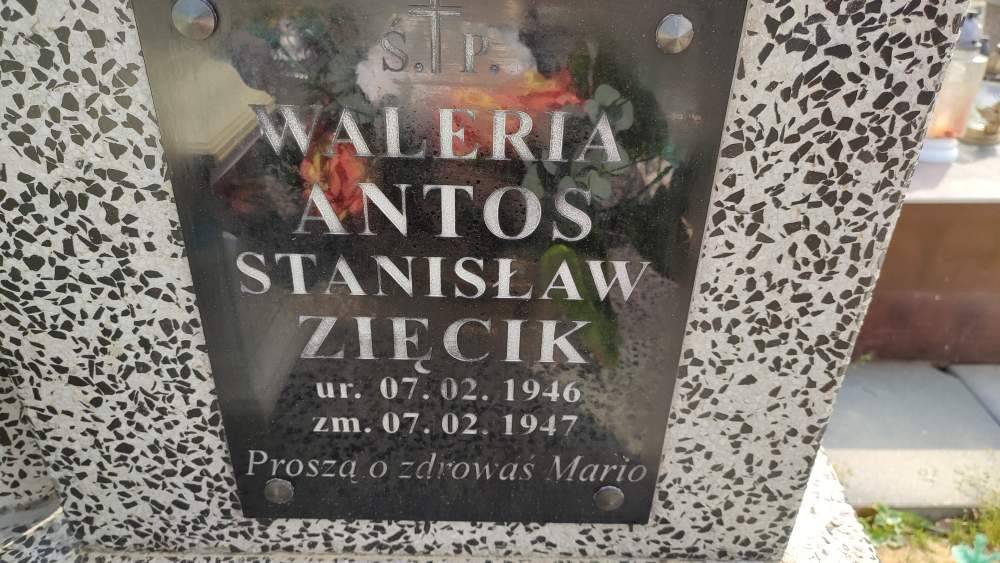 Ś. P.
WALERIA
ANTOS
STANISŁAW
ZIĘCIK
ur. 07. 02. 1946
zm. 07. 02. 1947
Proszą o zdrowaś Mario